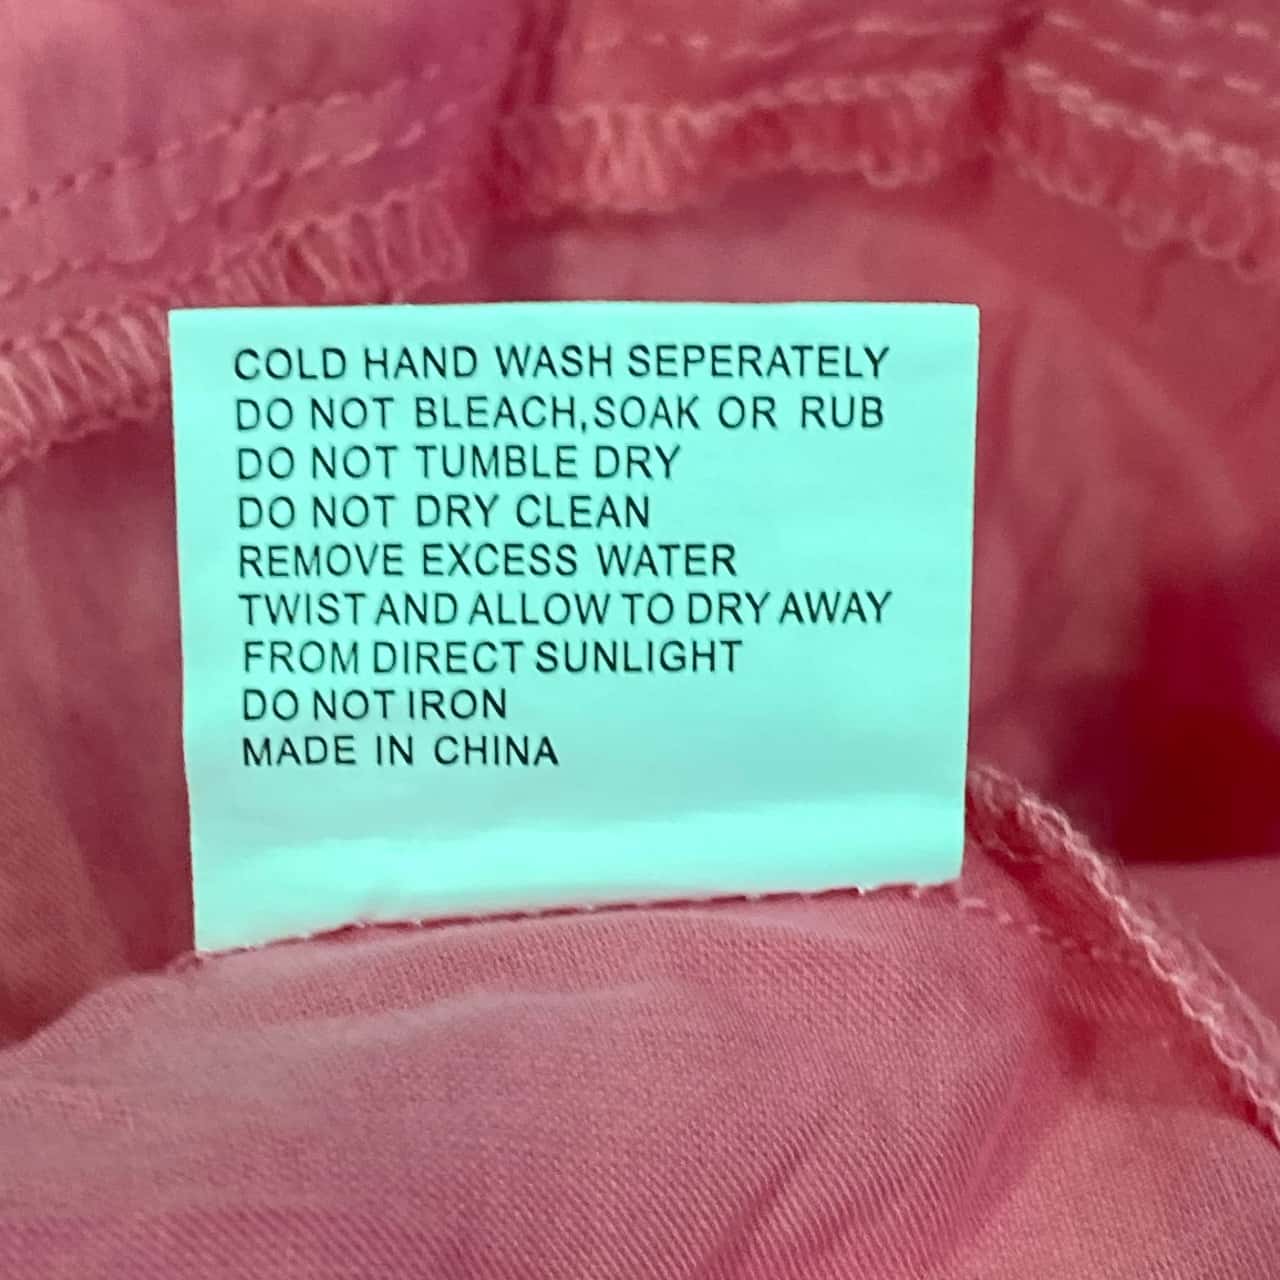 COLD HAND WASH SEPERATELY
DO NOT BLEACH,SOAK OR RUB
DO NOT TUMBLE DRY
DO NOT DRY CLEAN
REMOVE EXCESS WATER
TWIST AND ALLOW TO DRY AWAY
FROM DIRECT SUNLIGHT
DO NOT IRON
MADE IN CHINA